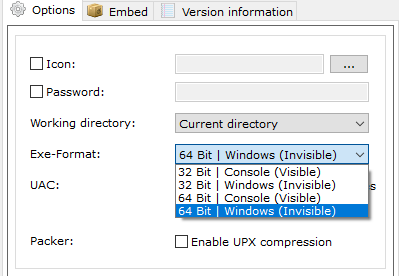 Options Embed Version information
Icon: ...
Password:
Working directory: Current directory
Exe-Format: 64 Bit | Windows (Invisible)
32 Bit | Console (Visible)
32 Bit | Windows (Invisible)
64 Bit | Console (Visible)
64 Bit | Windows (Invisible)
UAC:
Packer: Enable UPX compression